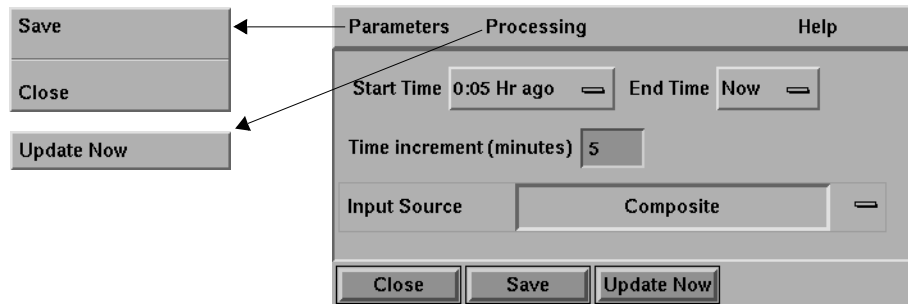 Save
Close
Update Now
Parameters Processing Help
Start Time 0:05 Hr ago End Time Now
Time increment (minutes) 5
Input Source Composite
Close Save Update Now